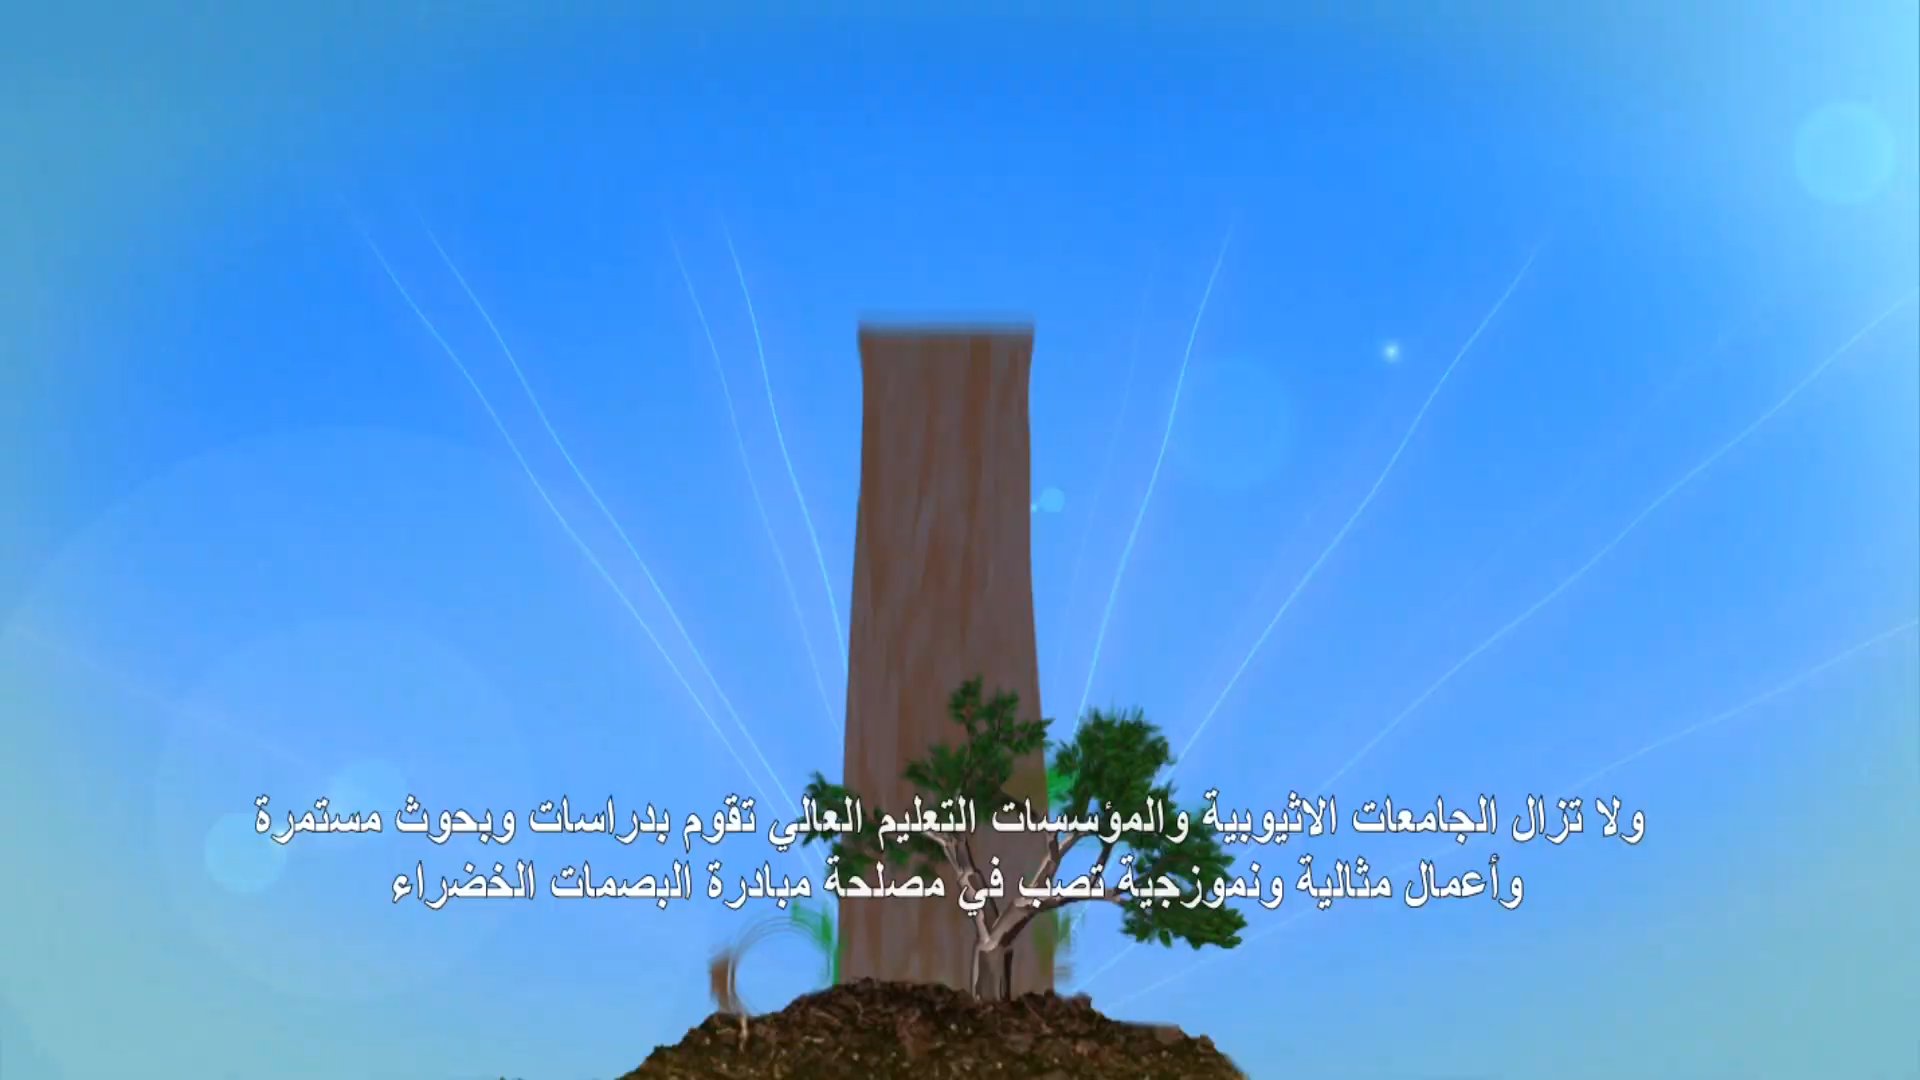 ولا تزال الجامعات الاثيوبية والمؤسسات التعليم العالي تقوم بدراسات وبحوث مستمرة
وأعمال مثالية ونموزجية تصب في مصلحة مبادرة البصمات الخضراء